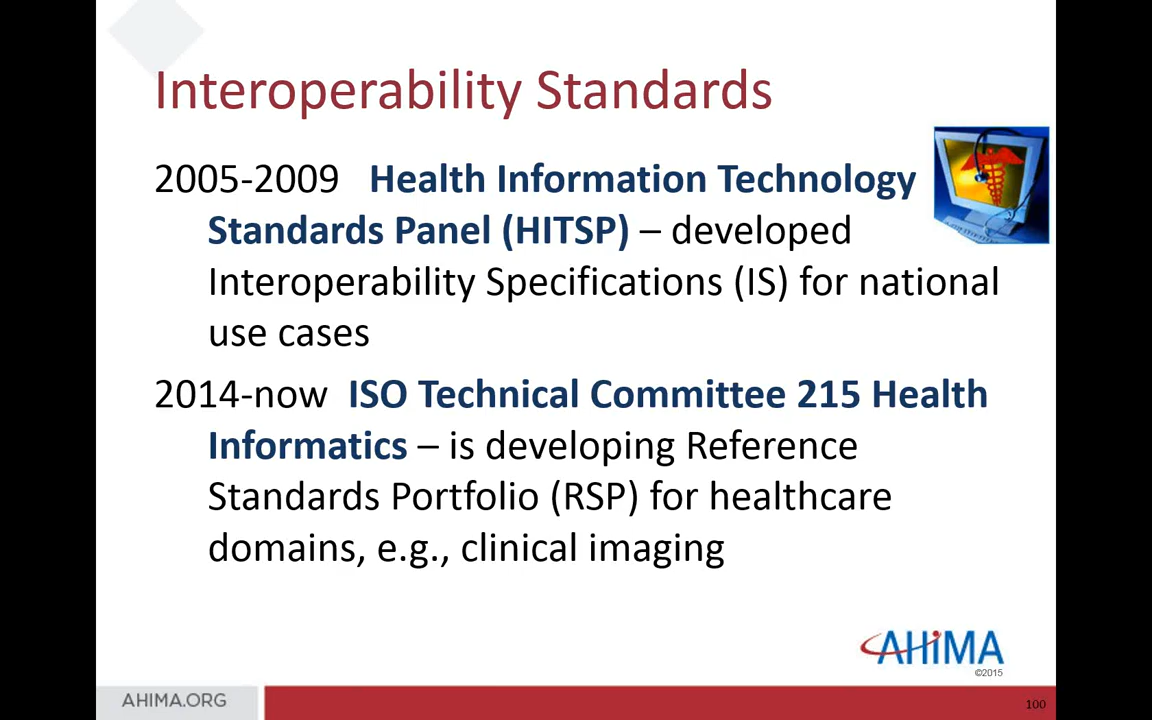 Interoperability Standards
2005-2009 Health Information Technology
Standards Panel (HITSP) – developed
Interoperability Specifications (IS) for national
use cases
2014-now ISO Technical Committee 215 Health
Informatics – is developing Reference
Standards Portfolio (RSP) for healthcare
domains, e.g., clinical imaging
AHiMA
©2015
AHIMA.ORG
100